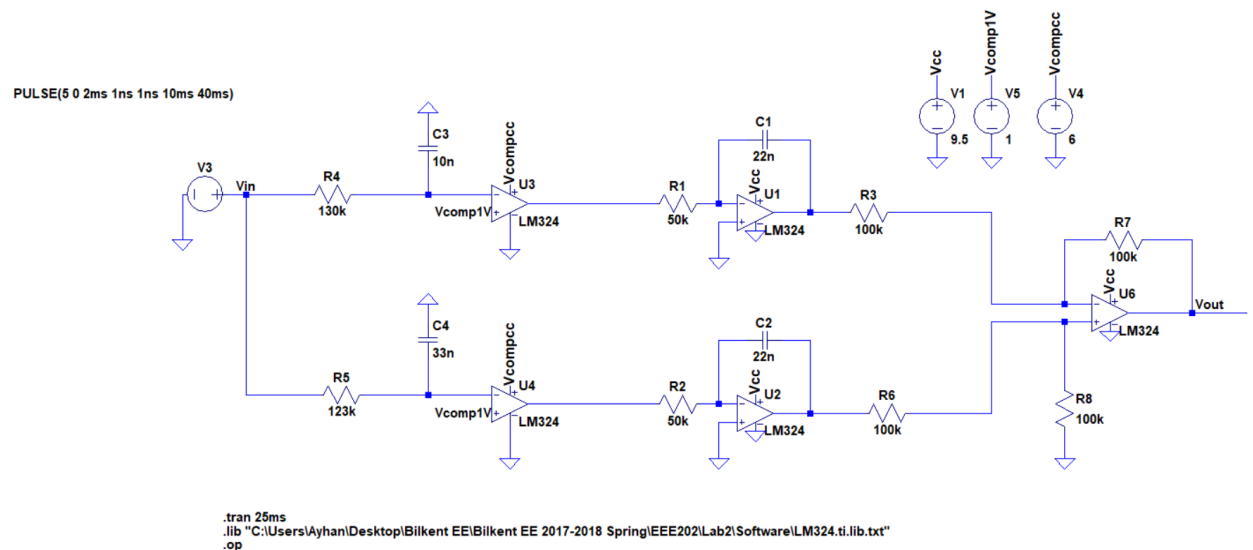 PULSE(5 0 2ms 1ns 1ns 10ms 40ms)
Vcc
V1
9.5
Vcomp1V
V5
1
Vcompcc
V4
6
V3
Vin
R4
130k
C3
10n
Vcompcc
U3
Vcomp1V
LM324
R1
50k
C1
22n
Vcc
U1
LM324
R3
100k
R7
100k
Vcc
U6
LM324
Vout
R5
123k
C4
33n
Vcompcc
U4
Vcomp1V
LM324
R2
50k
C2
22n
Vcc
U2
LM324
R6
100k
R8
100k
.tran 25ms
.lib "C:\Users\Ayhan\Desktop\Bilkent EE\Bilkent EE 2017-2018 Spring\EEE202\Lab2\Software\LM324.ti.lib.txt"
.op